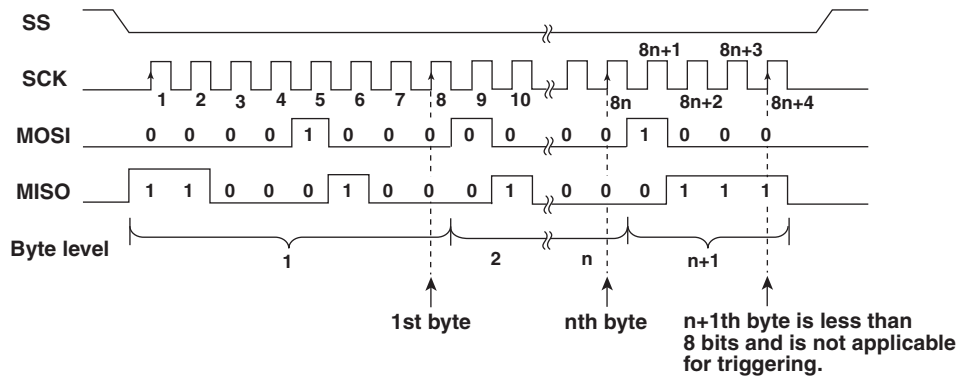 SS
8n+1 8n+3
SCK
1 2 3 4 5 6 7 8 9 10 8n 8n+2 8n+4
MOSI 0 0 0 0 1 0 0 0 0 0 0 0 1 0 0 0
MISO 1 1 0 0 0 1 0 0 0 1 0 0 0 1 1 1
Byte level
1 2 n n+1
1st byte nth byte n+1th byte is less than
8 bits and is not applicable
for triggering.